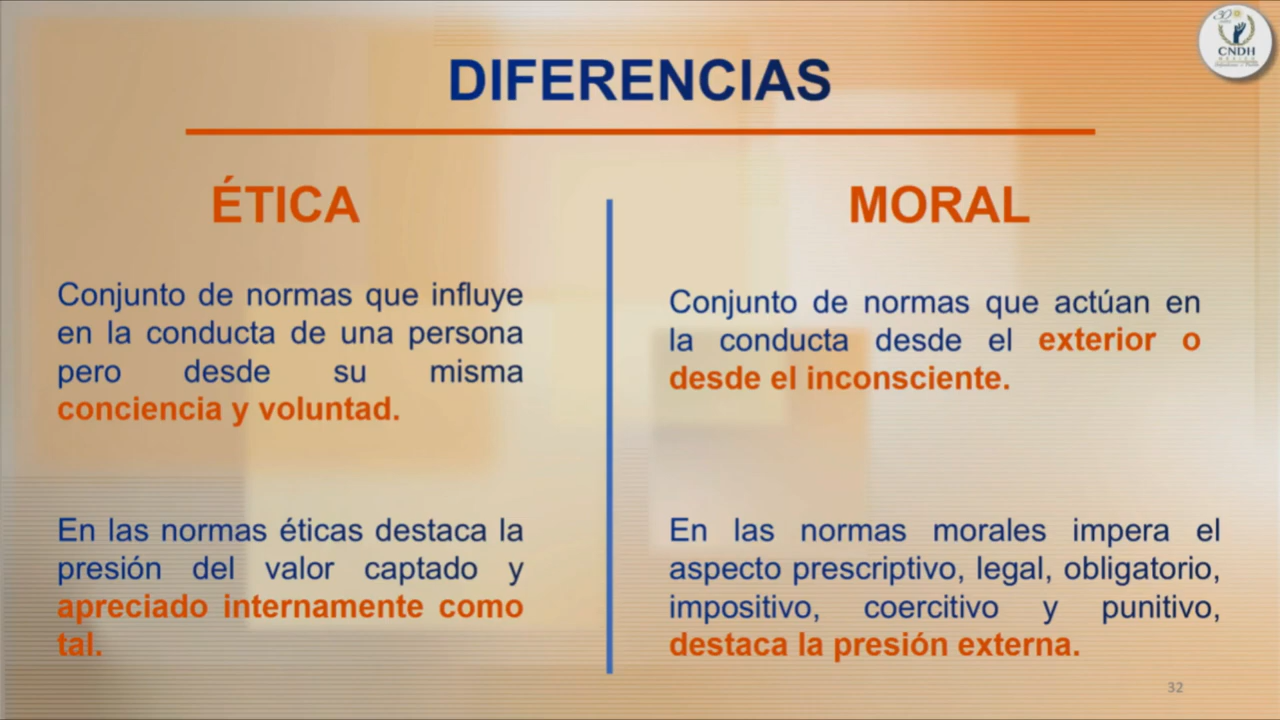 CNDH
MÉXICO
DIFERENCIAS
ÉTICA
Conjunto de normas que influye
en la conducta de una persona
pero desde su misma
conciencia y voluntad.
En las normas éticas destaca la
presión del valor captado y
apreciado internamente como
tal.
MORAL
Conjunto de normas que actúan en
la conducta desde el exterior o
desde el inconsciente.
En las normas morales impera el
aspecto prescriptivo, legal, obligatorio,
impositivo, coercitivo y punitivo,
destaca la presión externa.
32